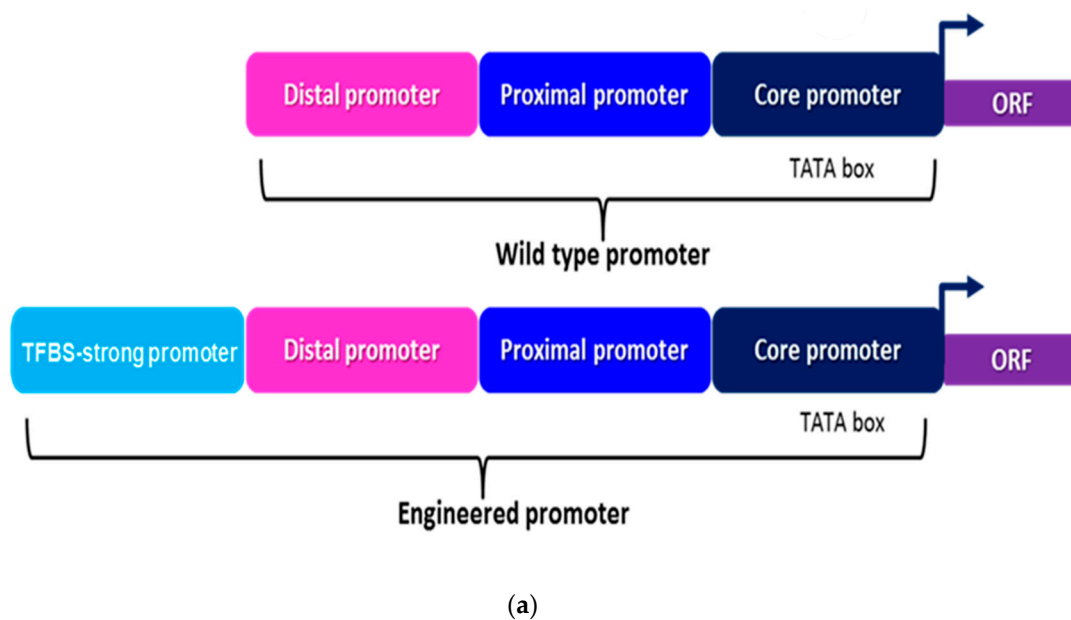 Distal promoter Proximal promoter Core promoter ORF
TATA box
Wild type promoter
TFBS-strong promoter Distal promoter Proximal promoter Core promoter ORF
TATA box
Engineered promoter
(a)